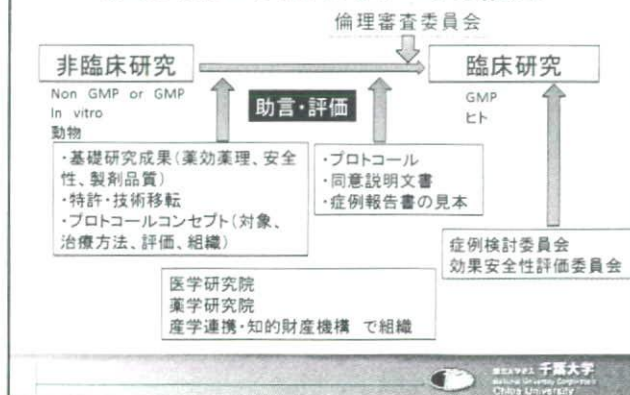 倫理審査委員会
非臨床研究
臨床研究
Non GMP or GMP
In vitro
動物
助言・評価
GMP
ヒト
・基礎研究成果(薬効薬理、安全
性、製剤品質)
・特許・技術移転
・プロトコールコンセプト(対象、
治療方法、評価、組織)
・プロトコール
・同意説明文書
・症例報告書の見本
症例検討委員会
効果安全性評価委員会
医学研究院
薬学研究院
産学連携・知的財産機構 で組織
千葉大学
Chiba University